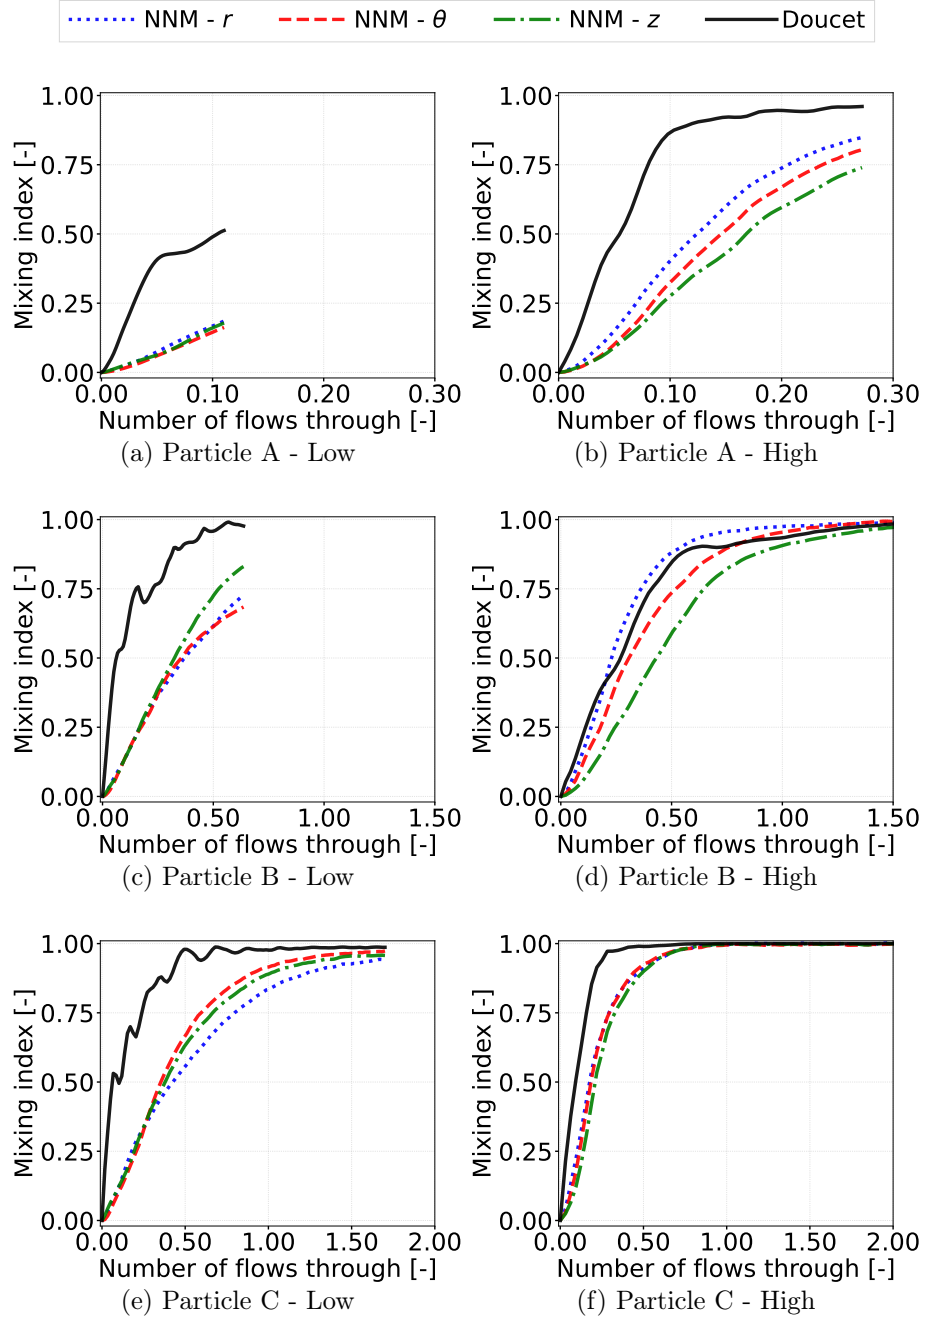 NNM - r NNM - θ NNM - z Doucet
1.00 0.75 0.50 0.25 0.00
Mixing index [-]
0.00 0.10 0.20 0.30
Number of flows through [-]
(a) Particle A - Low
1.00 0.75 0.50 0.25 0.00
Mixing index [-]
0.00 0.10 0.20 0.30
Number of flows through [-]
(b) Particle A - High
1.00 0.75 0.50 0.25 0.00
Mixing index [-]
0.00 0.50 1.00 1.50
Number of flows through [-]
(c) Particle B - Low
1.00 0.75 0.50 0.25 0.00
Mixing index [-]
0.00 0.50 1.00 1.50
Number of flows through [-]
(d) Particle B - High
1.00 0.75 0.50 0.25 0.00
Mixing index [-]
0.00 0.50 1.00 1.50 2.00
Number of flows through [-]
(e) Particle C - Low
1.00 0.75 0.50 0.25 0.00
Mixing index [-]
0.00 0.50 1.00 1.50 2.00
Number of flows through [-]
(f) Particle C - High